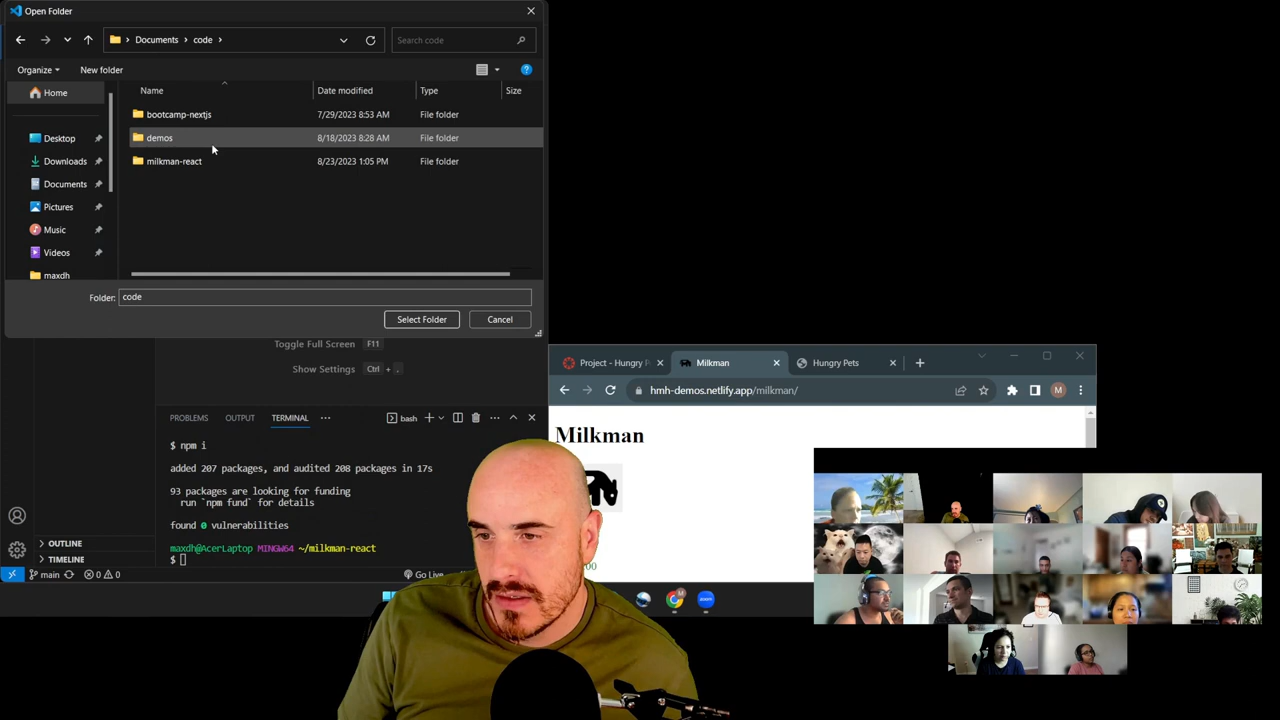 Open Folder
Documents
code
Search code
Organize
New folder
Home
Desktop
Downloads
Documents
Pictures
Music
Videos
maxdh
Name
Date modified
Type
Size
bootcamp-nextjs
7/29/2023 8:53 AM
File folder
demos
8/18/2023 8:28 AM
File folder
milkman-react
8/23/2023 1:05 PM
File folder
Folder:
code
Select Folder
Cancel
Toggle Full Screen
F11
Show Settings
Ctrl + ,
PROBLEMS
OUTPUT
TERMINAL
bash
$ npm i
added 207 packages, and audited 208 packages in 17s
93 packages are looking for funding
run `npm fund` for details
found 0 vulnerabilities
maxdh@AcerLaptop MINGW64 ~/milkman-react
$
OUTLINE
TIMELINE
main
0
0
Go Live
Project - Hungry P
Milkman
Hungry Pets
hmh-demos.netlify.app/milkman/
M
Milkman